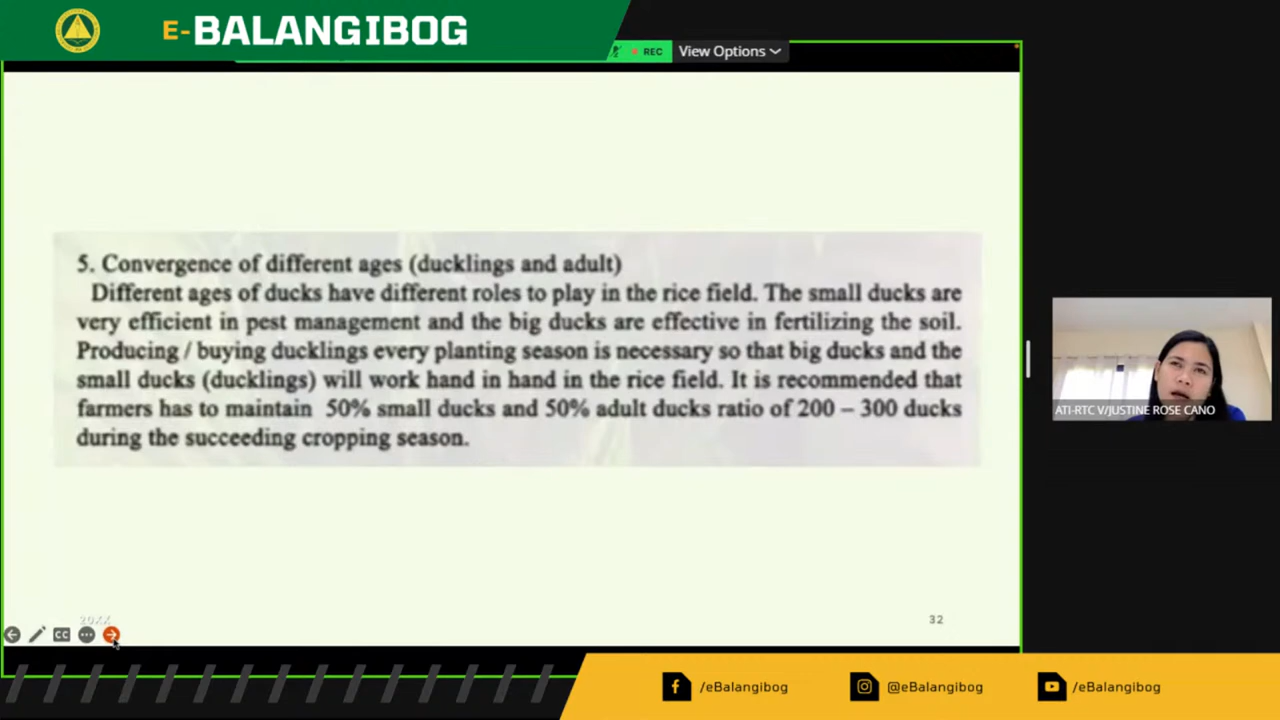 E-BALANGIBOG
REC
View Options
5. Convergence of different ages (ducklings and adult)
Different ages of ducks have different roles to play in the rice field. The small ducks are
very efficient in pest management and the big ducks are effective in fertilizing the soil.
Producing / buying ducklings every planting season is necessary so that big ducks and the
small ducks (ducklings) will work hand in hand in the rice field. It is recommended that
farmers has to maintain 50% small ducks and 50% adult ducks ratio of 200 – 300 ducks
during the succeeding cropping season.
ATI-RTC V/JUSTINE ROSE CANO
20XX
32
CC
/eBalangibog
@eBalangibog
/eBalangibog